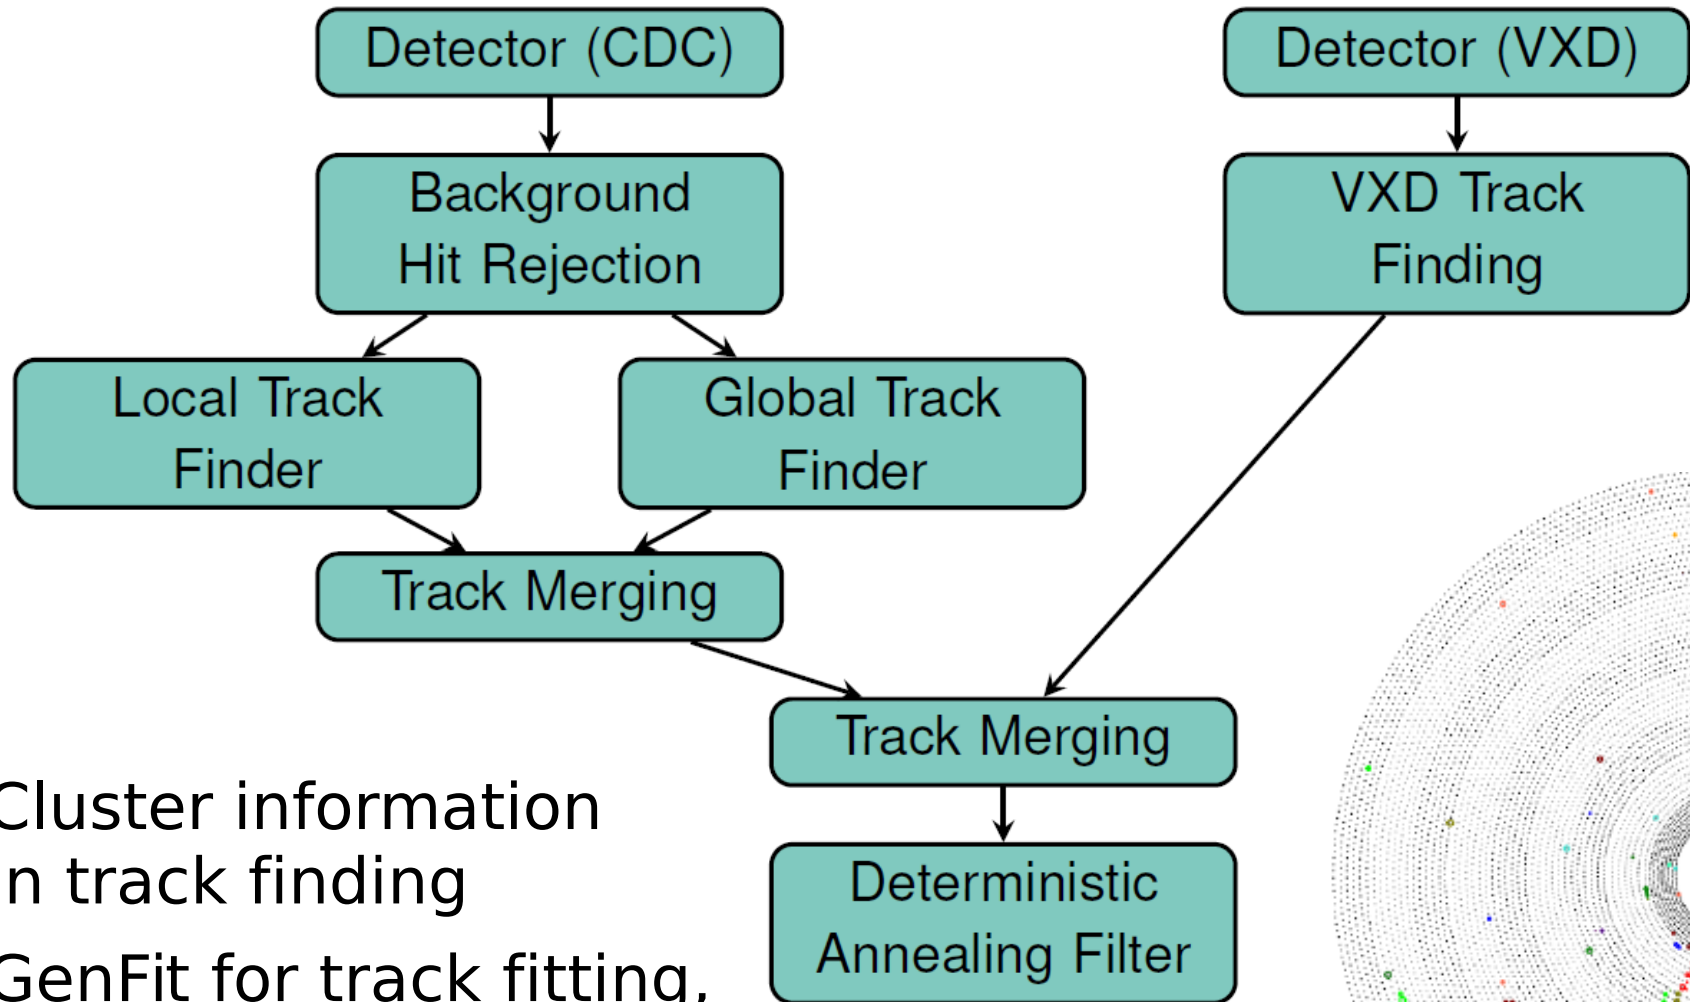 Detector (CDC)
Detector (VXD)
Background
Hit Rejection
VXD Track
Finding
Local Track
Finder
Global Track
Finder
Track Merging
Track Merging
Deterministic
Annealing Filter
Cluster information
n track finding
GenFit for track fitting,